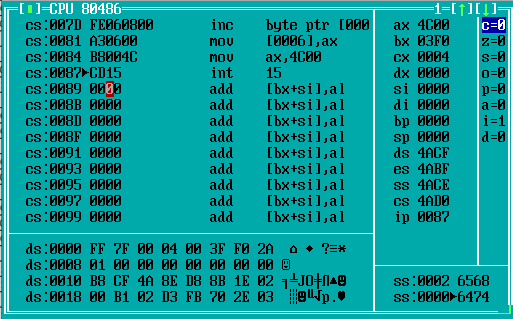 [■]=CPU 80486 1=[↑][↓]
cs:007D FE060800 inc byte ptr [000
cs:0081 A30600 mov [0006],ax
cs:0084 B8004C mov ax,4C00
cs:0087►CD15 int 15
cs:0089 0000 add [bx+si],al
cs:008B 0000 add [bx+si],al
cs:008D 0000 add [bx+si],al
cs:008F 0000 add [bx+si],al
cs:0091 0000 add [bx+si],al
cs:0093 0000 add [bx+si],al
cs:0095 0000 add [bx+si],al
cs:0097 0000 add [bx+si],al
cs:0099 0000 add [bx+si],al
ax 4C00 c=0
bx 03F0 z=0
cx 0004 s=0
dx 0000 o=0
si 0000 p=0
di 0000 a=0
bp 0000 i=1
sp 0000 d=0
ds 4ACF
es 4ABF
ss 4ACE
cs 4AD0
ip 0087
ds:0000 FF 7F 00 04 00 3F F0 2A ⌂ ♦ ?≡*
ds:0008 01 00 00 00 00 00 00 00 ☺
ds:0010 B8 CF 4A 8E D8 8B 1E 02
ds:0018 00 B1 02 D3 FB 70 2E 03
ss:0002 6568
ss:0000►6474